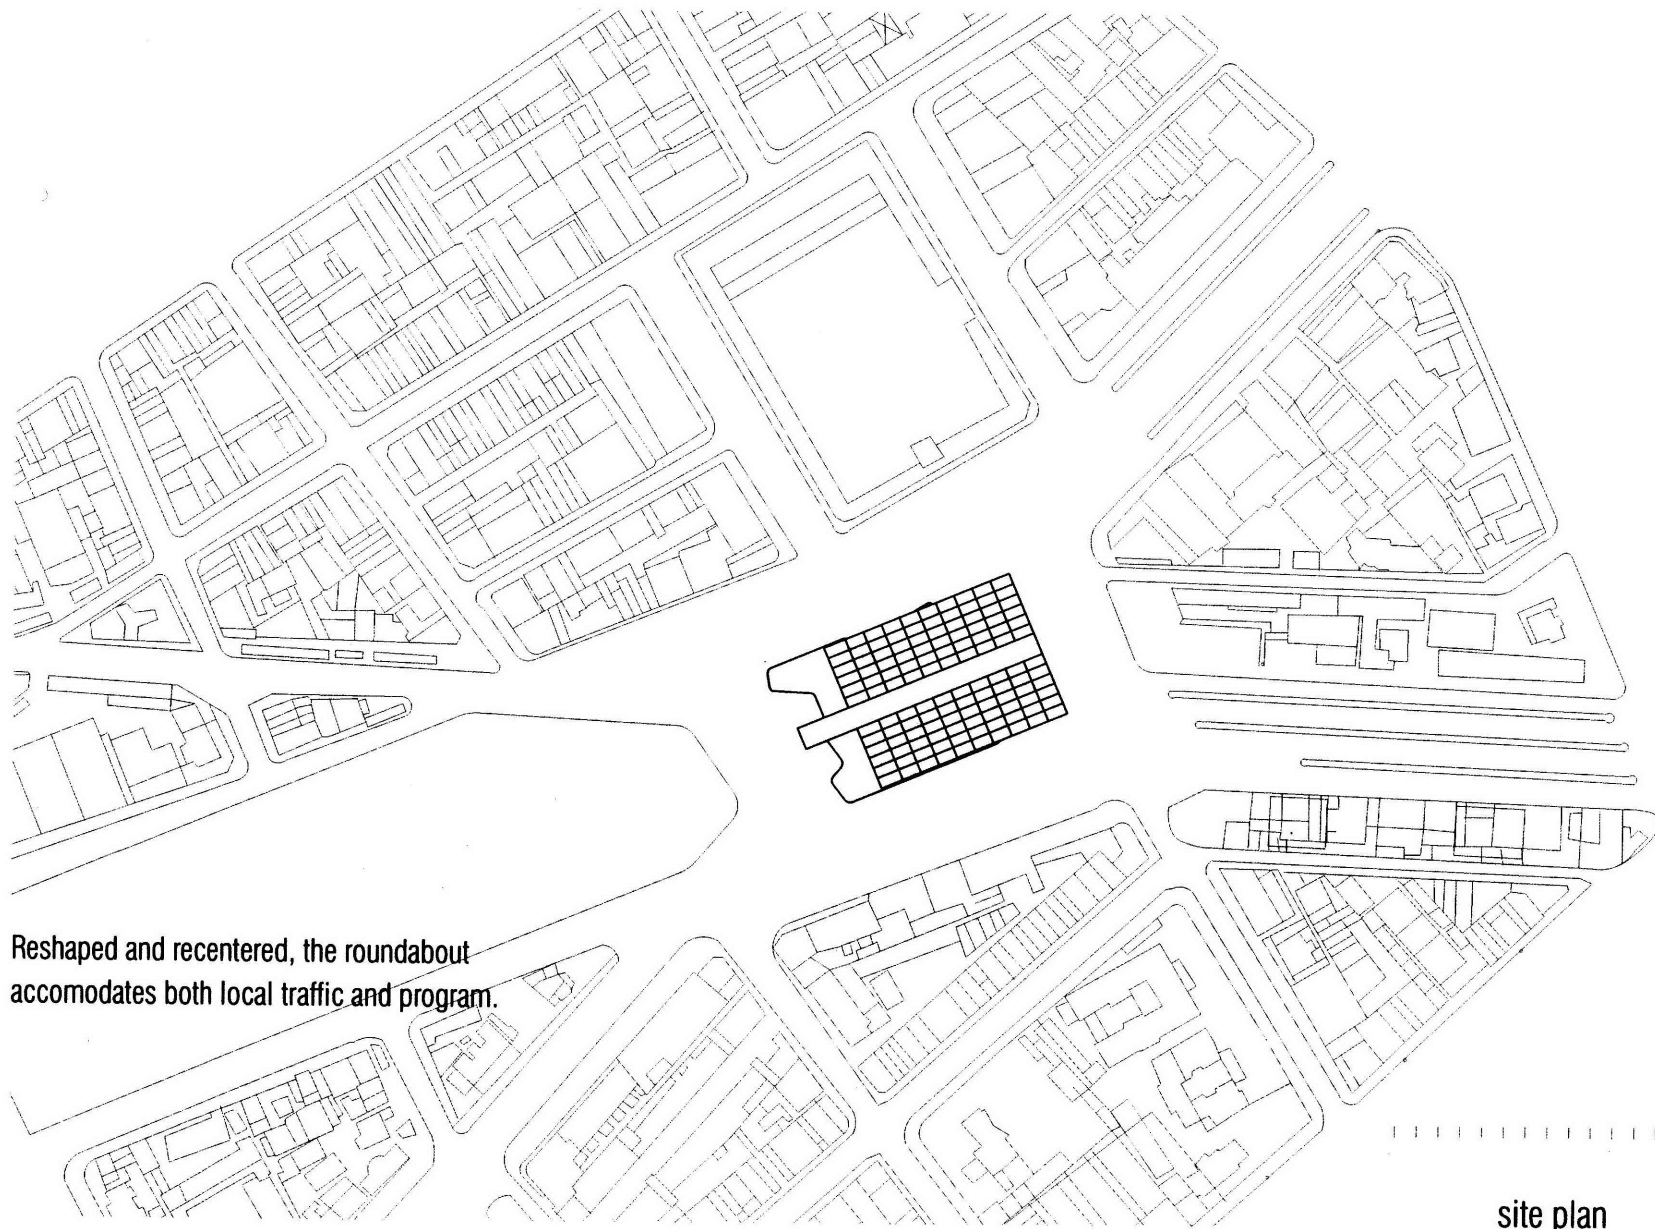 Reshaped and recentered, the roundabout
accomodates both local traffic and program.
site plan